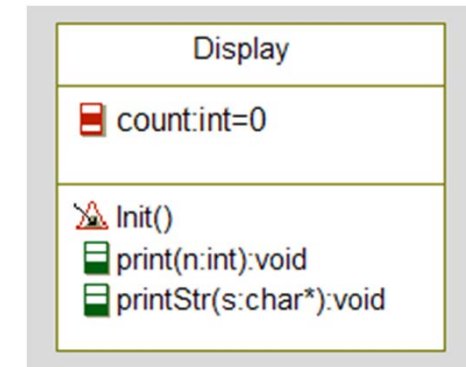 Display
count:int=0
Init()
print(n:int):void
printStr(s:char*):void